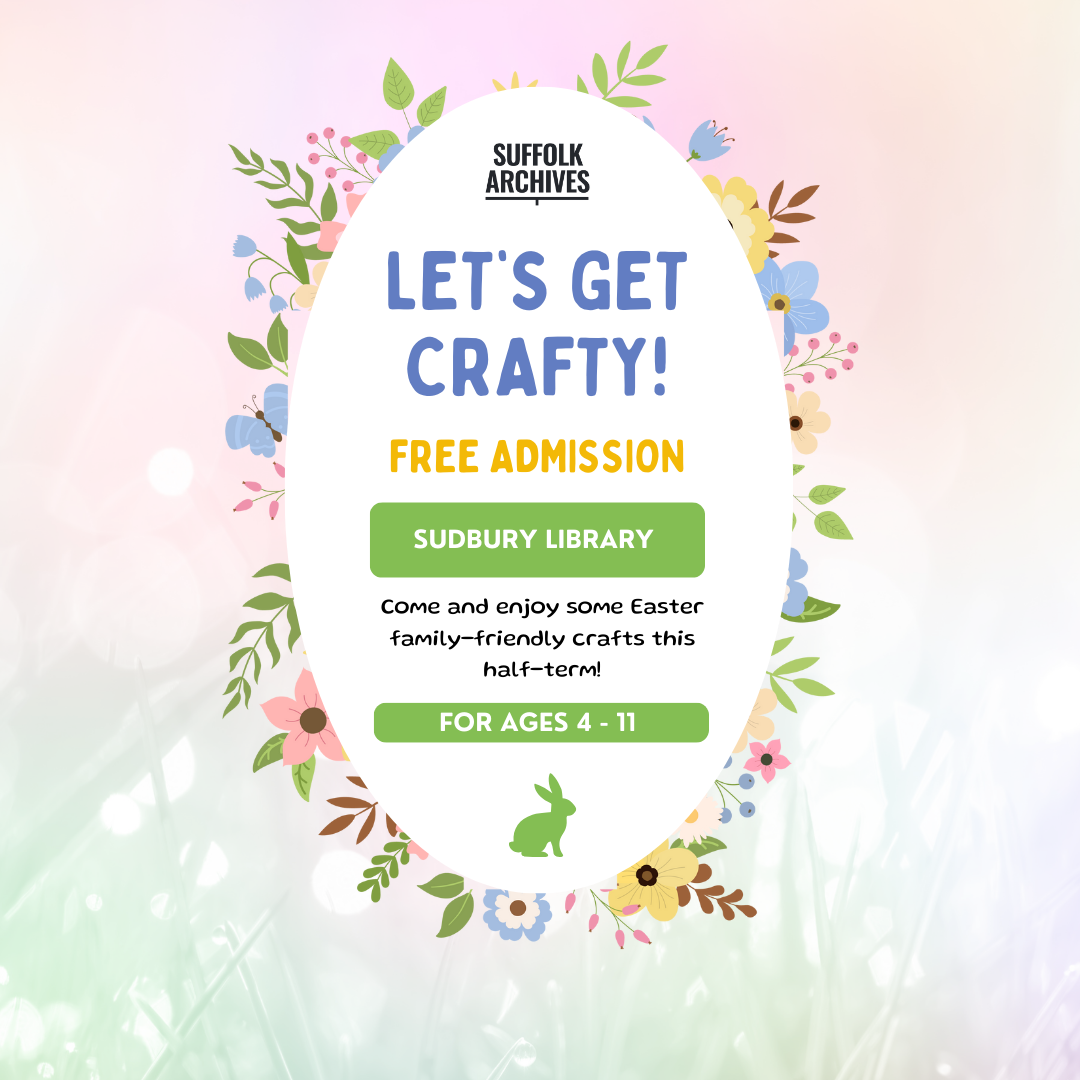 SUFFOLK
ARCHIVES
LET'S GET
CRAFTY!
FREE ADMISSION
SUDBURY LIBRARY
Come and enjoy some Easter
family-friendly crafts this
half-term!
FOR AGES 4 - 11